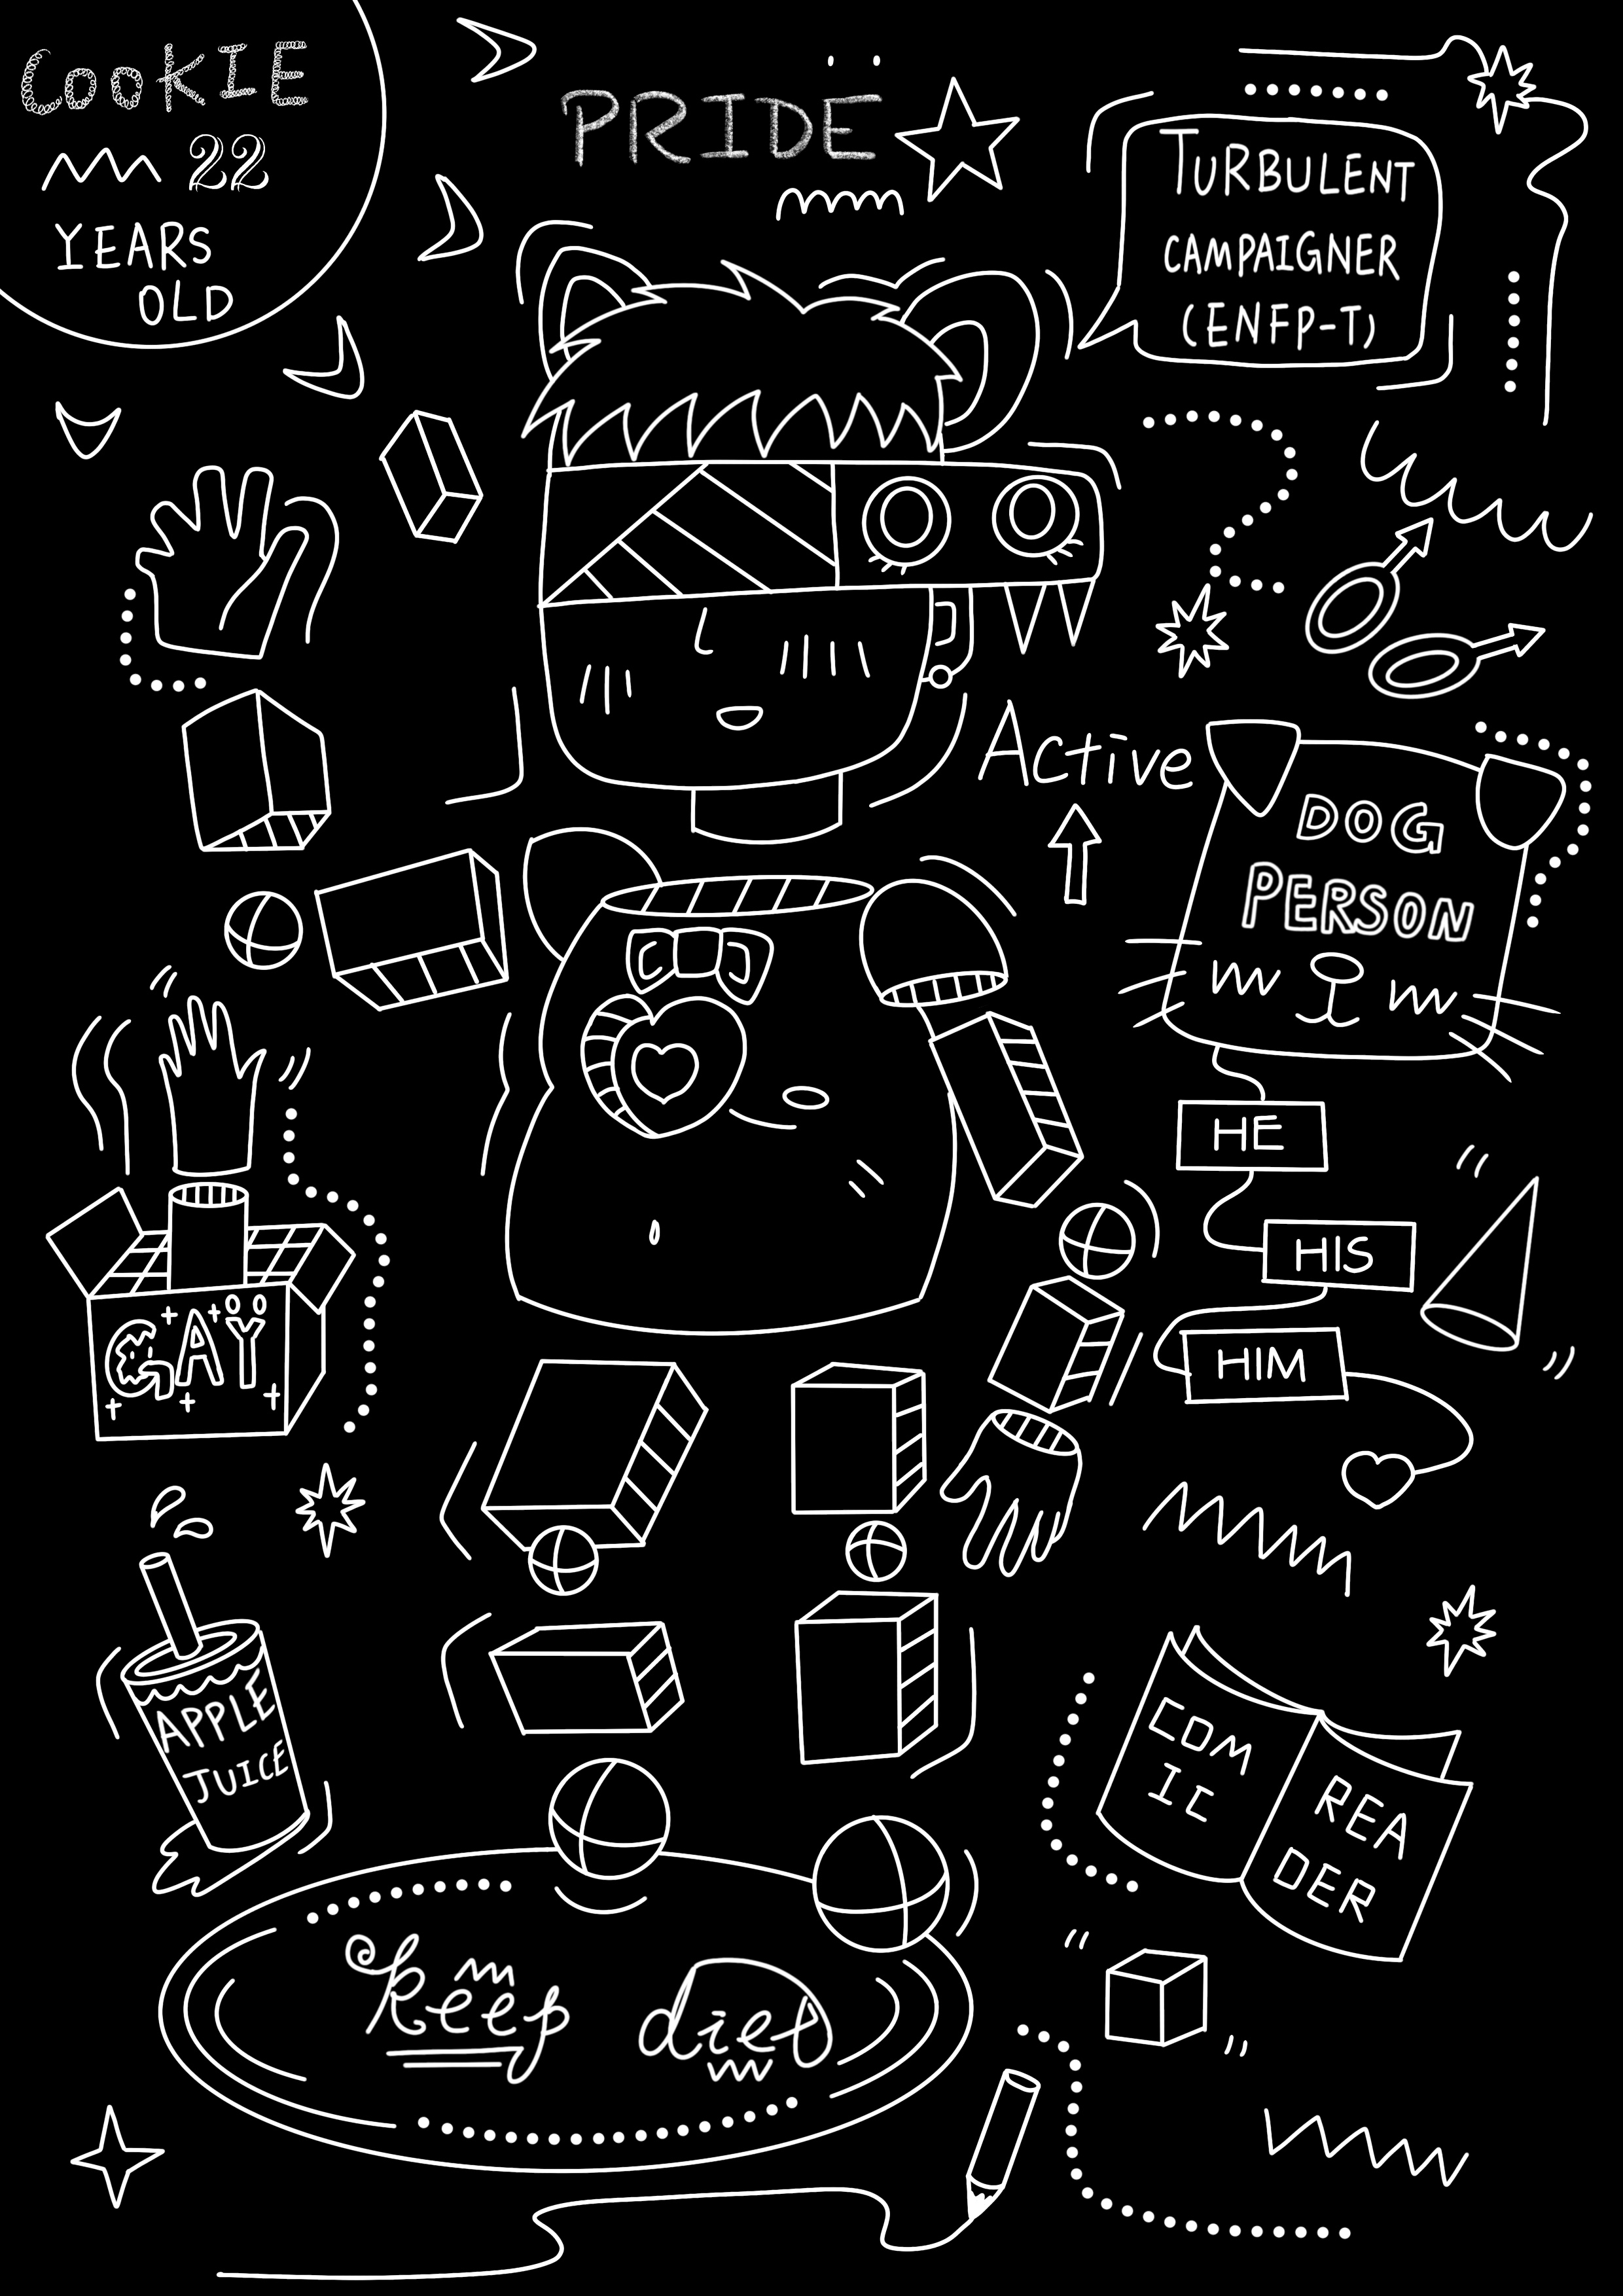 COOKIE
22
YEARS
OLD
PRIDE
TURBULENT
CAMPAIGNER
(ENFP-T)
Active
DOG
PERSON
HE
HIS
HIM
GAY
APPLE
JUICE
COM
IC
REA
DER
keep diet